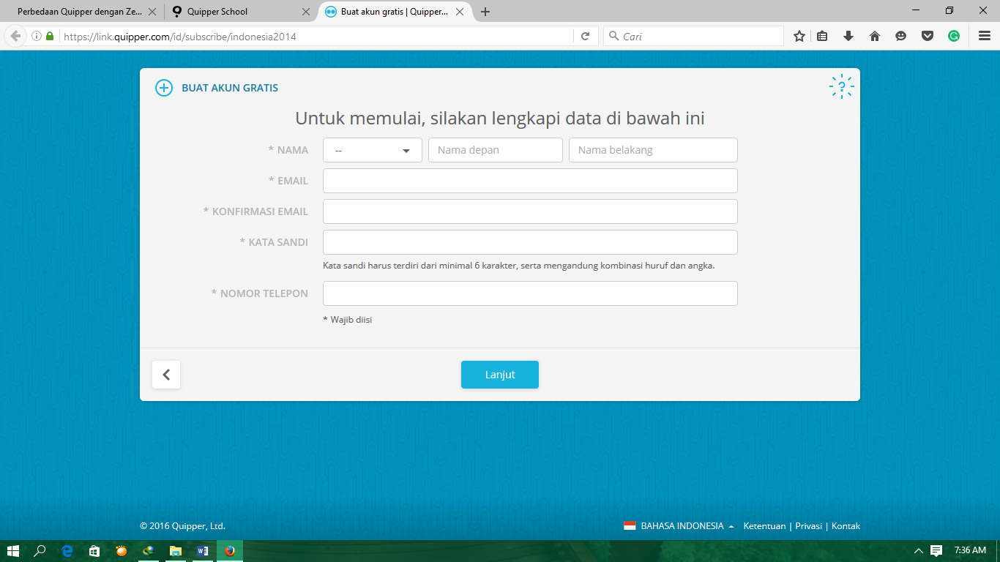 Perbedaan Quipper dengan Ze...
Quipper School
Buat akun gratis | Quipper...
https://link.quipper.com/id/subscribe/indonesia2014
Cari
BUAT AKUN GRATIS
?
Untuk memulai, silakan lengkapi data di bawah ini
* NAMA -- Nama depan Nama belakang
* EMAIL
* KONFIRMASI EMAIL
* KATA SANDI
Kata sandi harus terdiri dari minimal 6 karakter, serta mengandung kombinasi huruf dan angka.
* NOMOR TELEPON
* Wajib diisi
Lanjut
© 2016 Quipper, Ltd.
BAHASA INDONESIA
Ketentuan | Privasi | Kontak
7:36 AM